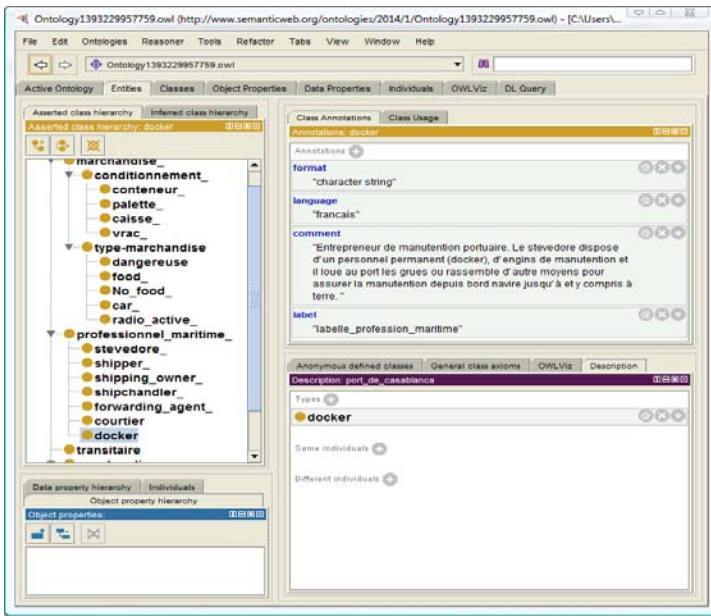 Ontology1393229957759.owl (http://www.semanticweb.org/ontologies/2014/1/Ontology1393229957759.owl) - [C:\Users\...
File Edit Ontologies Reasoner Tools Refactor Tabs View Window Help
Ontology1393229957759.owl
Active Ontology Entities Classes Object Properties Data Properties Individuals OWLViz DL Query
Asserted class hierarchy Inferred class hierarchy
Asserted class hierarchy: docker
marchandise_
conditionnement_
conteneur_
palette_
caisse_
vrac_
type-marchandise
dangereuse
food_
No_food_
car_
radio_active_
professionnel_maritime_
stevedore_
shipper_
shipping_owner_
shipchandler_
forwarding_agent_
courtier
docker
transitaire
Data property hierarchy Individuals
Object property hierarchy
Object properties:
Class Annotations Class Usage
Annotations: docker
Annotations
format
"character string"
language
"francais"
comment
"Entrepreneur de manutention portuaire. Le stevedore dispose
d'un personnel permanent (docker), d'engins de manutention et
il loue au port les grues ou rassemble d'autre moyens pour
assurer la manutention depuis bord navire jusqu'à et y compris à
terre. "
label
"labelle_profession_maritime"
Anonymous defined classes General class axioms OWLViz Description
Description: port_de_casablanca
Types
docker
Same individuals
Different individuals